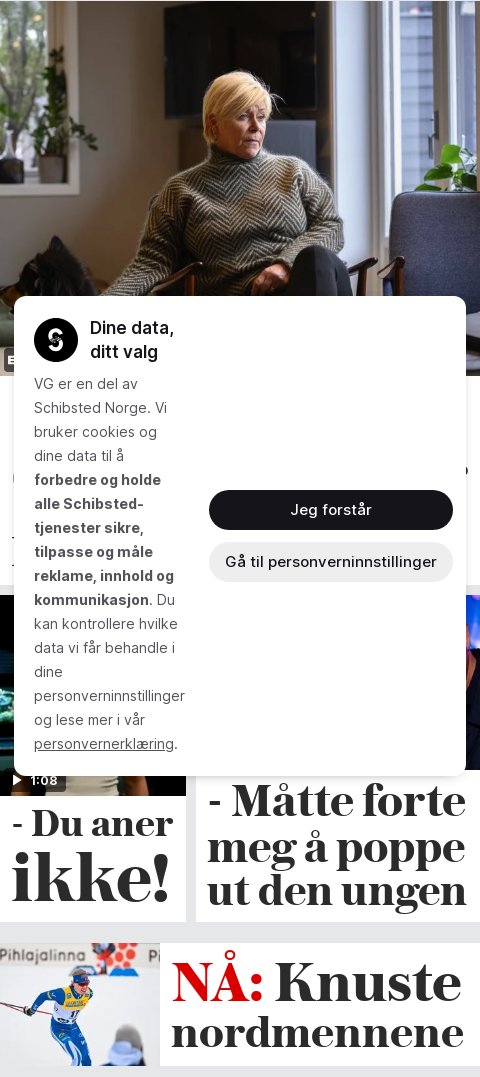 Dine data,
ditt valg
VG er en del av
Schibsted Norge. Vi
bruker cookies og
dine data til å
forbedre og holde
alle Schibsted-
tjenester sikre,
tilpasse og måle
reklame, innhold og
kommunikasjon. Du
kan kontrollere hvilke
data vi får behandle i
dine
personverninnstillinger
og lese mer i vår
personvernerklæring.
Jeg forstår
Gå til personverninnstillinger
1:08
- Du aner
ikke!
- Måtte forte
meg å poppe
ut den ungen
Pihlajalinna
NÅ: Knuste
nordmennene